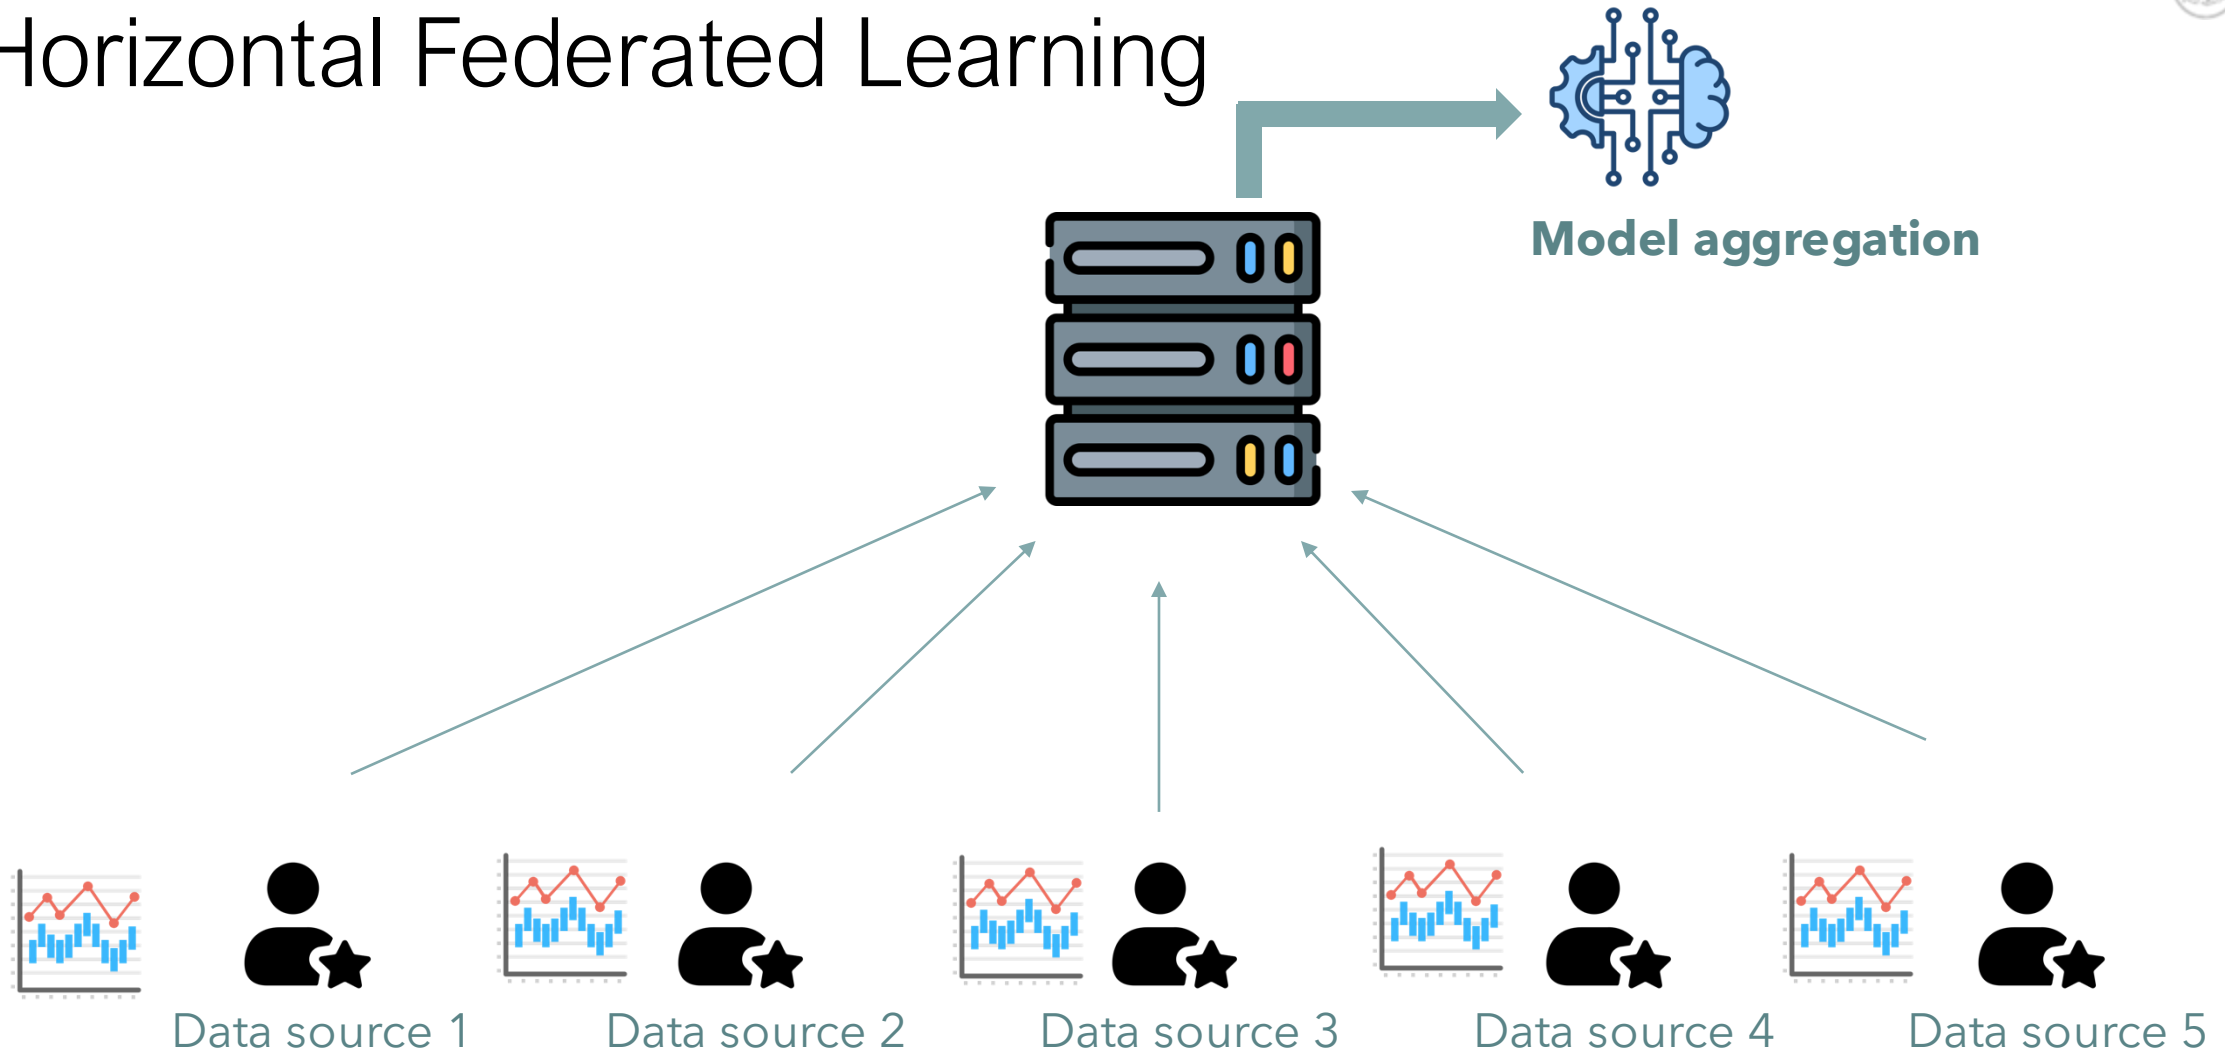 Horizontal Federated Learning
Model aggregation
Data source 1
Data source 2
Data source 3
Data source 4
Data source 5